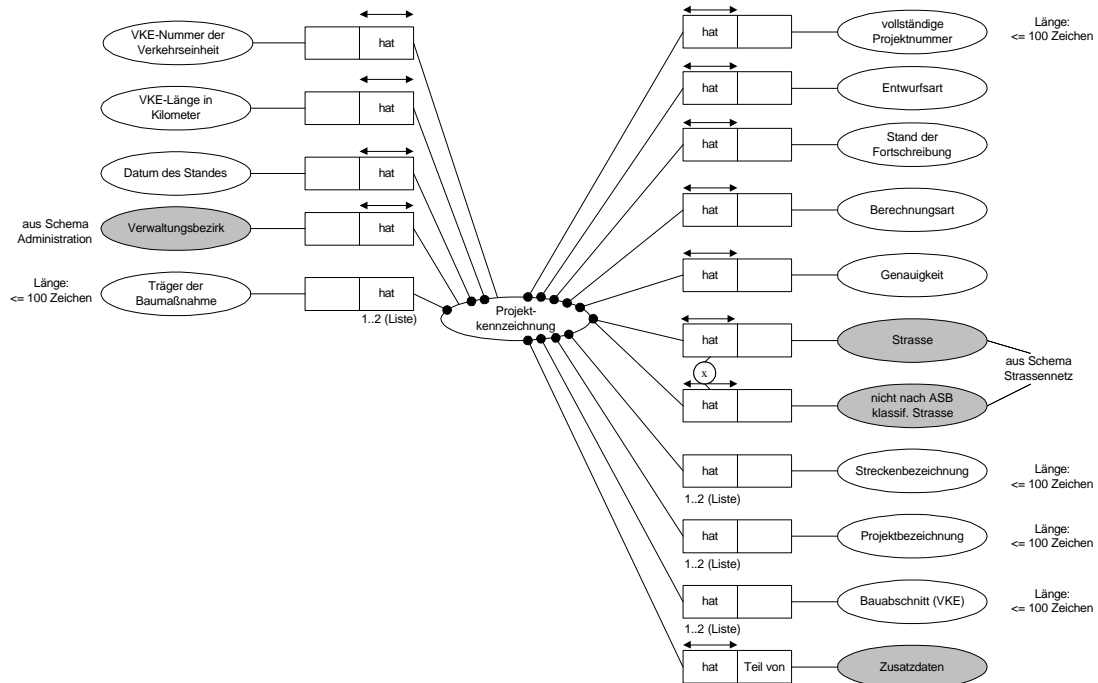 VKE-Nummer der
Verkehrseinheit
hat
VKE-Länge in
Kilometer
hat
Datum des Standes
hat
aus Schema
Administration
Verwaltungsbezirk
hat
Länge:
<= 100 Zeichen
Träger der
Baumaßnahme
hat
1..2 (Liste)
Projekt-
kennzeichnung
hat
vollständige
Projektnummer
Länge:
<= 100 Zeichen
hat
Entwurfsart
hat
Stand der
Fortschreibung
hat
Berechnungsart
hat
Genauigkeit
hat
Strasse
aus Schema
Strassennetz
x
hat
nicht nach ASB
klassif. Strasse
hat
1..2 (Liste)
Streckenbezeichnung
Länge:
<= 100 Zeichen
hat
1..2 (Liste)
Projektbezeichnung
Länge:
<= 100 Zeichen
hat
1..2 (Liste)
Bauabschnitt (VKE)
Länge:
<= 100 Zeichen
hat
Teil von
Zusatzdaten